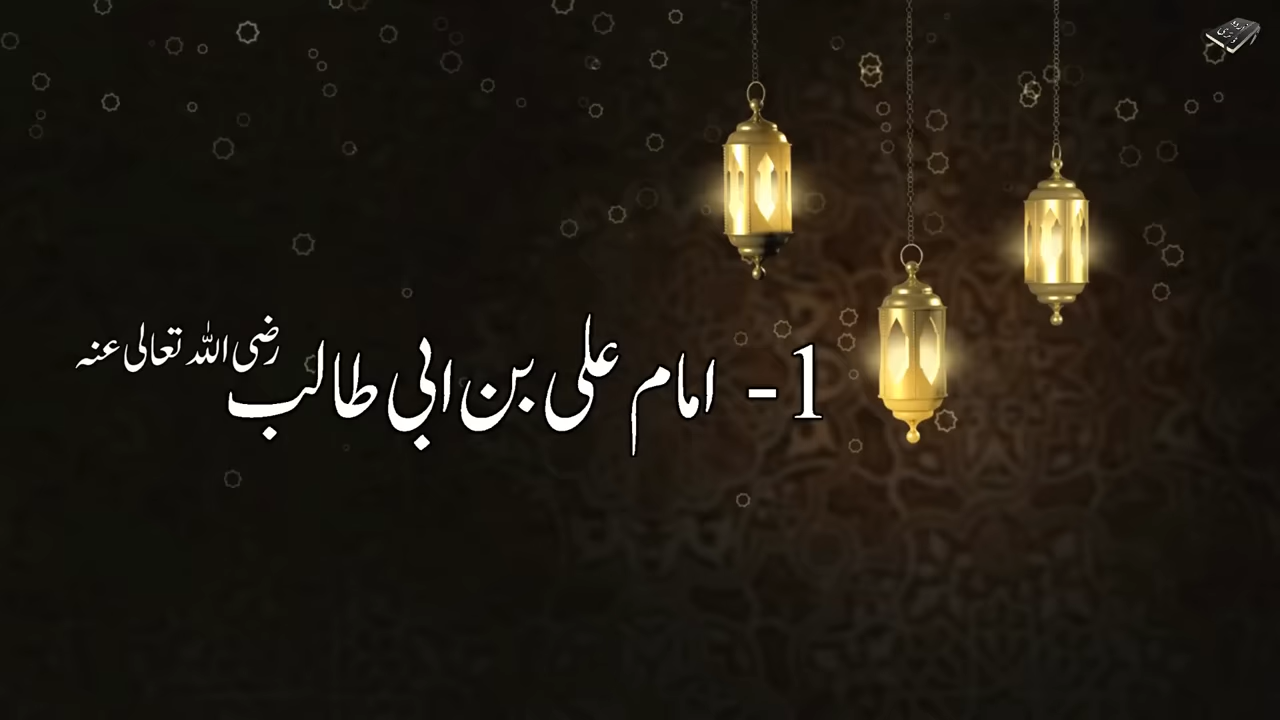 1- امام علی بن ابی طالب رضی اللہ تعالی عنہ